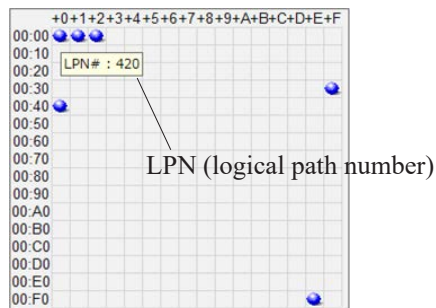 +0+1+2+3+4+5+6+7+8+9+A+B+C+D+E+F
00:00
00:10
LPN# : 420
00:20
00:30
00:40
00:50
00:60
00:70
LPN (logical path number)
00:80
00:90
00:A0
00:B0
00:C0
00:D0
00:E0
00:F0